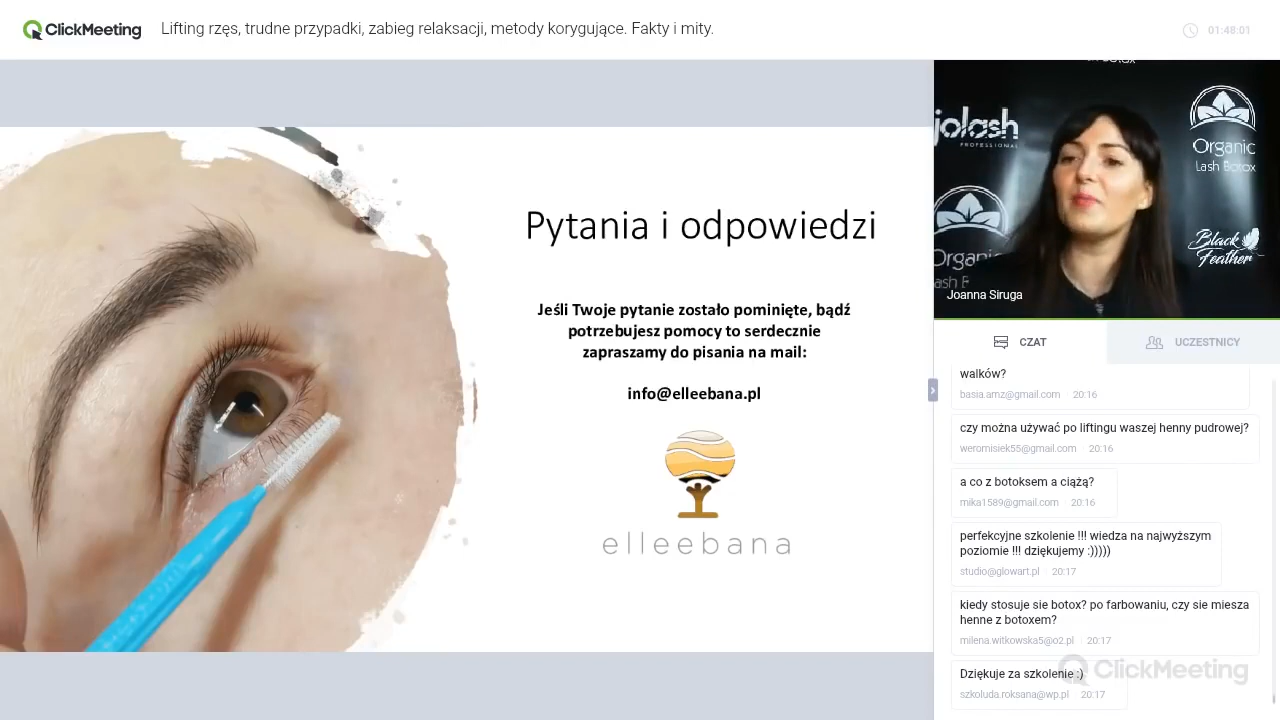 ClickMeeting
Lifting rzęs, trudne przypadki, zabieg relaksacji, metody korygujące. Fakty i mity.
01:48:01
Pytania i odpowiedzi
Jeśli Twoje pytanie zostało pominięte, bądź
potrzebujesz pomocy to serdecznie
zapraszamy do pisania na mail:
info@elleebana.pl
elleebana
jolash
PROFESSIONAL
Organic
Lash Botox
Organic
Black
Feather
Joanna Siruga
CZAT
UCZESTNICY
walków?
basia.amz@gmail.com 20:16
czy można używać po liftingu waszej henny pudrowej?
weromisiek55@gmail.com 20:16
a co z botoksem a ciążą?
mika1589@gmail.com 20:16
perfekcyjne szkolenie !!! wiedza na najwyższym
poziomie !!! dziękujemy :)))))
studio@glowart.pl 20:17
kiedy stosuje sie botox? po farbowaniu, czy sie miesza
henne z botoxem?
milena.witkowska5@o2.pl 20:17
Dziękuje za szkolenie :)
szkoluda.roksana@wp.pl 20:17
ClickMeeting